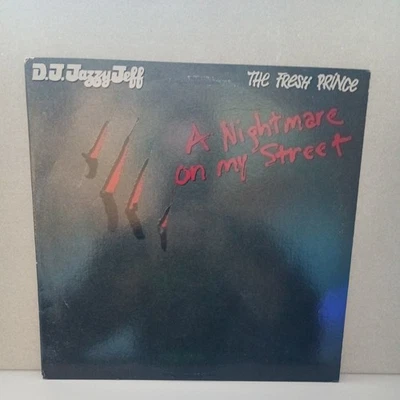 D.J. Jazzy Jeff
THE FRESH PRINCE
A Nightmare
on my Street